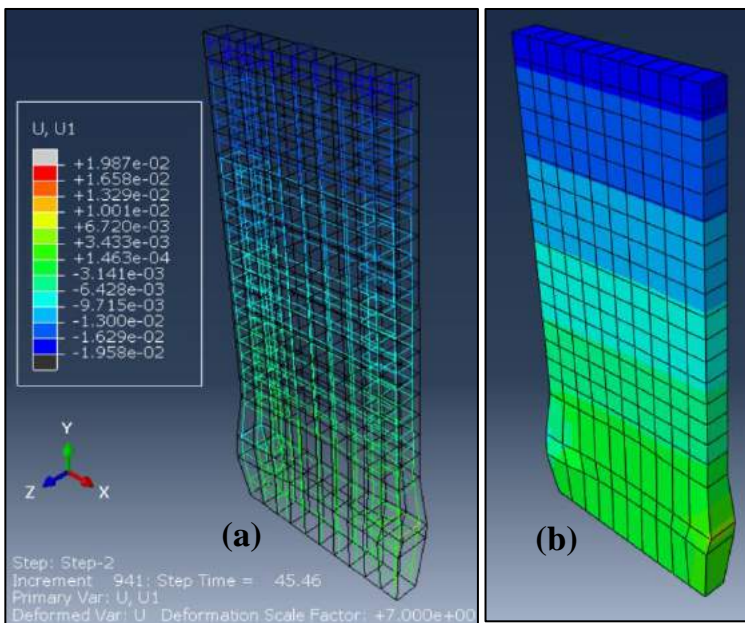 U, U1
+1.987e-02
+1.658e-02
+1.329e-02
+1.001e-02
+6.720e-03
+3.433e-03
+1.463e-04
-3.141e-03
-6.428e-03
-9.715e-03
-1.300e-02
-1.629e-02
-1.958e-02
Y
Z
X
(a)
(b)
Step: Step-2
Increment 941: Step Time = 45.46
Primary Var: U, U1
Deformed Var: U Deformation Scale Factor: +7.000e+00